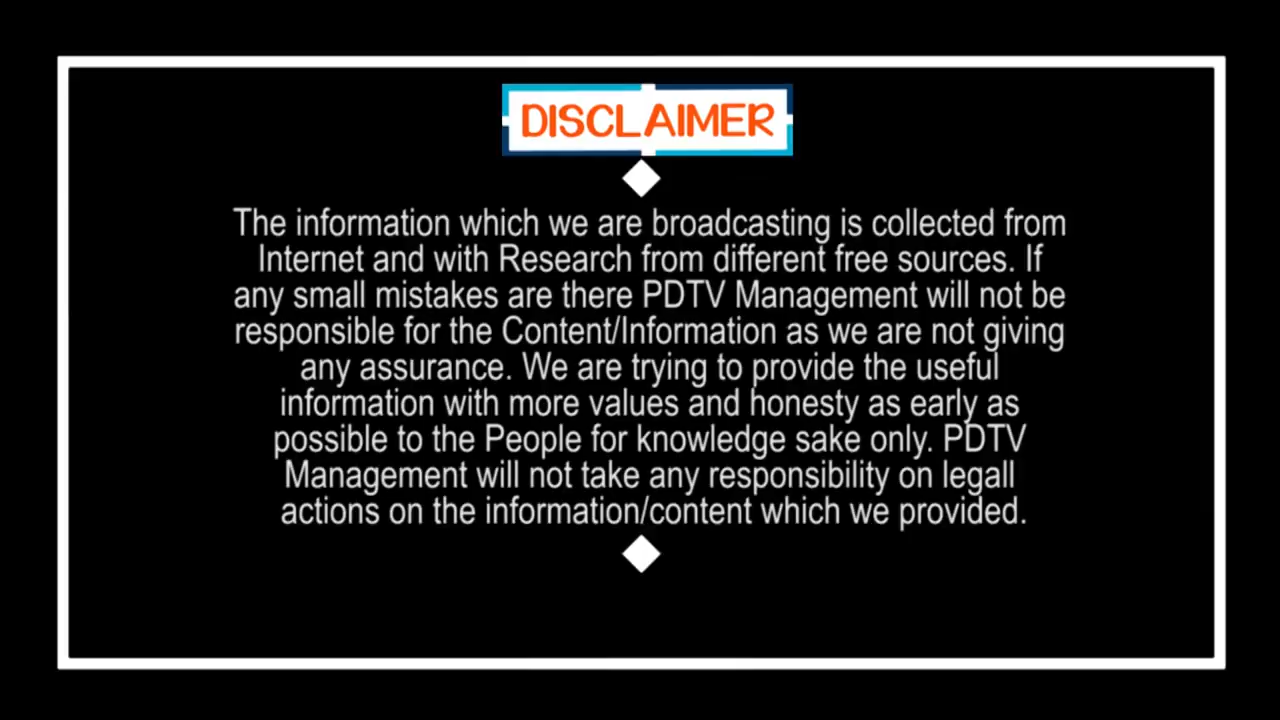 DISCLAIMER
The information which we are broadcasting is collected from
Internet and with Research from different free sources. If
any small mistakes are there PDTV Management will not be
responsible for the Content/Information as we are not giving
any assurance. We are trying to provide the useful
information with more values and honesty as early as
possible to the People for knowledge sake only. PDTV
Management will not take any responsibility on legall
actions on the information/content which we provided.